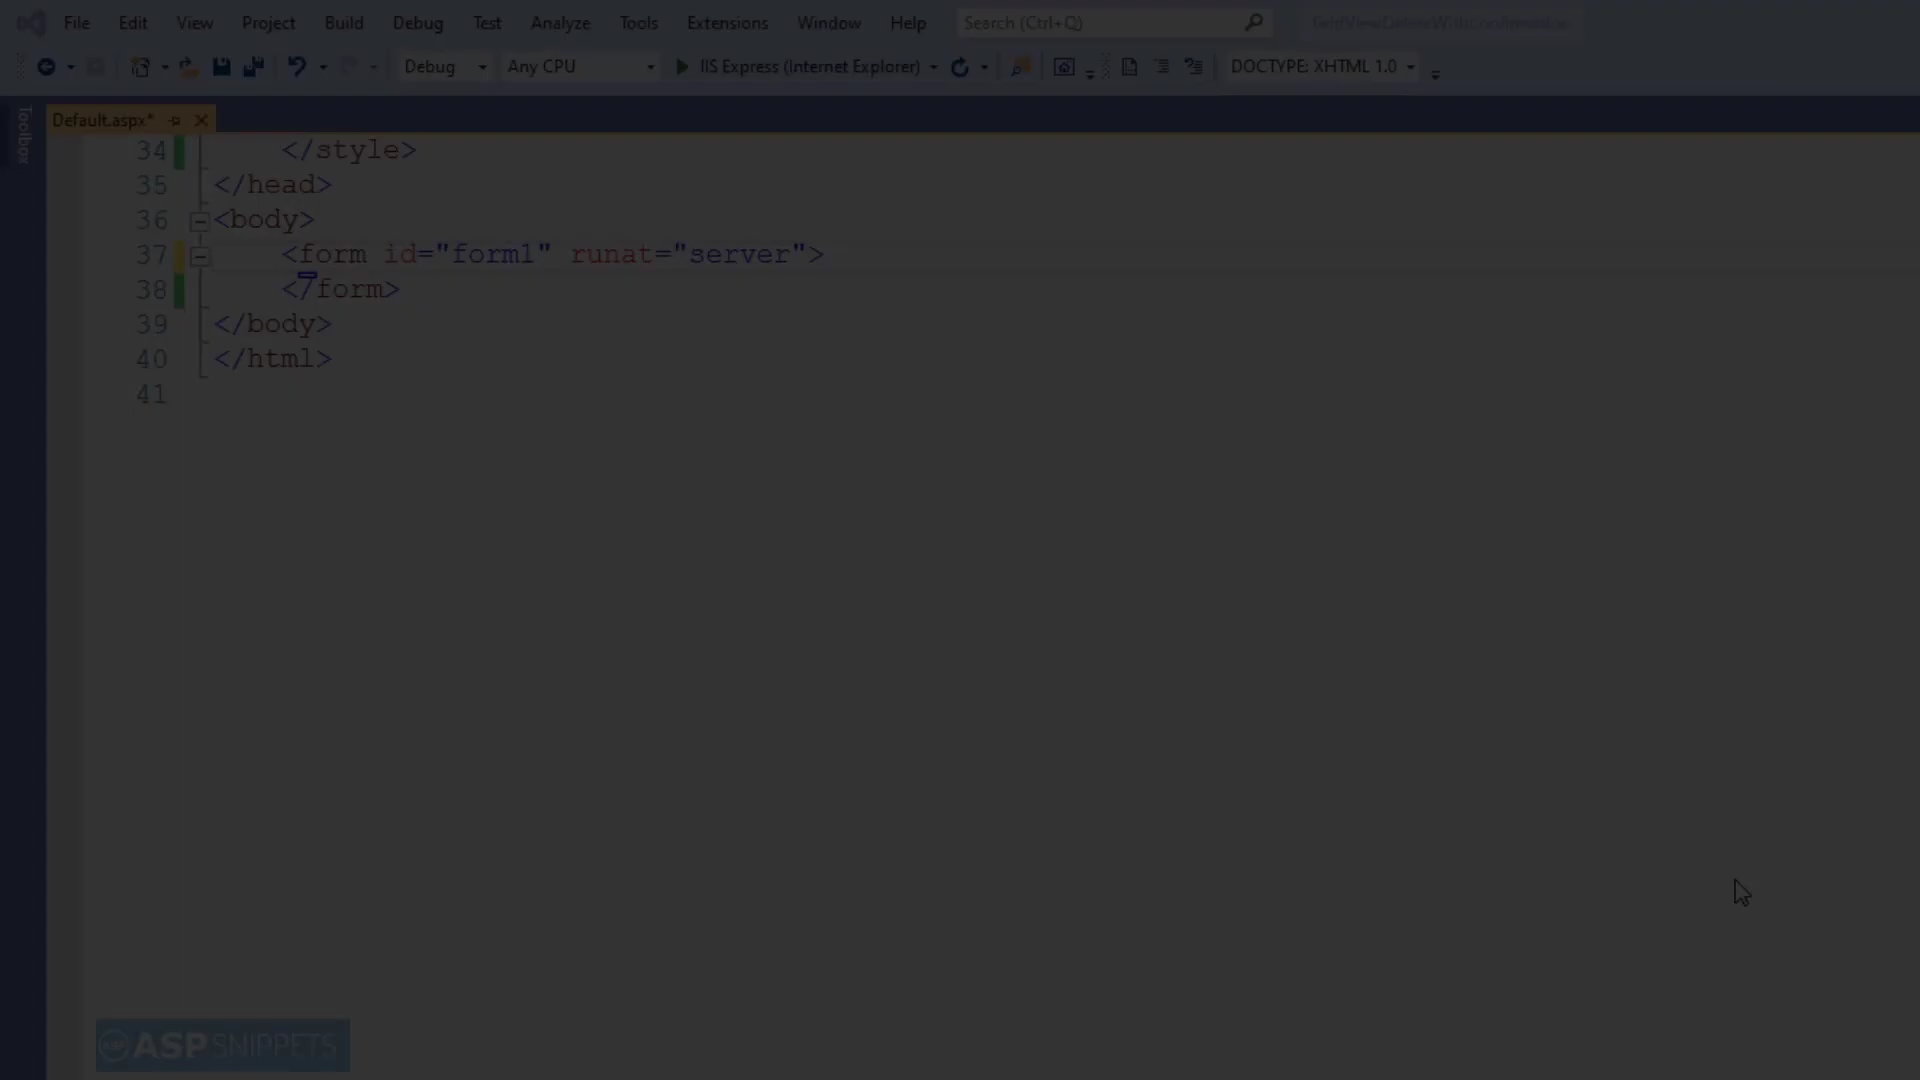 File Edit View Project Build Debug Test Analyze Tools Extensions Window Help Search (Ctrl+Q)
Debug Any CPU IIS Express (Internet Explorer) DOCTYPE: XHTML 1.0
Toolbox
Default.aspx*
34 </style>
35 </head>
36 <body>
37 <form id="form1" runat="server">
38 </form>
39 </body>
40 </html>
41
ASPSNIPPETS